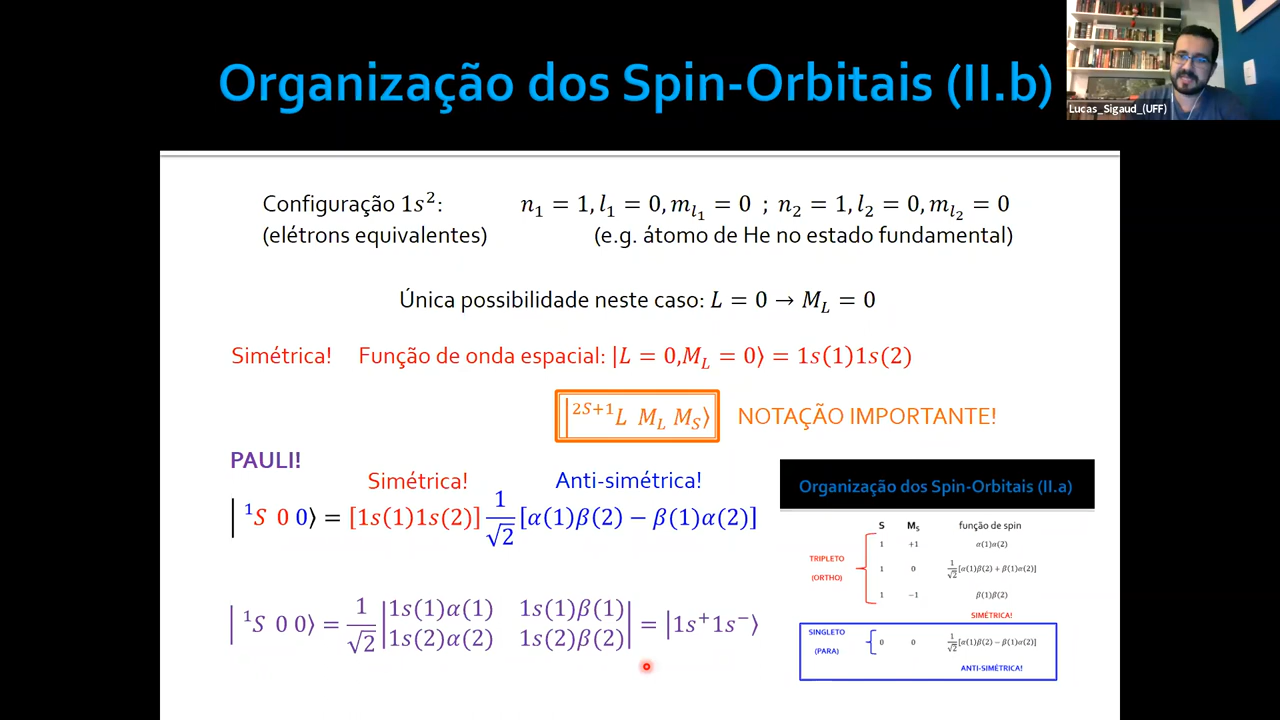 Organização dos Spin-Orbitais (II.b)
Lucas_Sigaud_(UFF)
Configuração 1s²: n₁ = 1, l₁ = 0, m_{l₁} = 0 ; n₂ = 1, l₂ = 0, m_{l₂} = 0
(elétrons equivalentes) (e.g. átomo de He no estado fundamental)
Única possibilidade neste caso: L = 0 → M_L = 0
Simétrica! Função de onda espacial: |L = 0,M_L = 0⟩ = 1s(1)1s(2)
|²ˢ⁺¹L M_L M_S⟩ NOTAÇÃO IMPORTANTE!
PAULI!
Simétrica! Anti-simétrica!
|¹S 0 0⟩ = [1s(1)1s(2)] 1/√2 [α(1)β(2) − β(1)α(2)]
|¹S 0 0⟩ = 1/√2 |1s(1)α(1) 1s(1)β(1)|
|1s(2)α(2) 1s(2)β(2)| = |1s⁺1s⁻⟩
Organização dos Spin-Orbitais (II.a)
S M_S função de spin
1 +1 α(1)α(2)
TRIPLETO
(ORTHO)
1 0 1/√2 [α(1)β(2) + β(1)α(2)]
1 −1 β(1)β(2)
SIMÉTRICA!
SINGLETO
(PARA)
0 0 1/√2 [α(1)β(2) − β(1)α(2)]
ANTI-SIMÉTRICA!